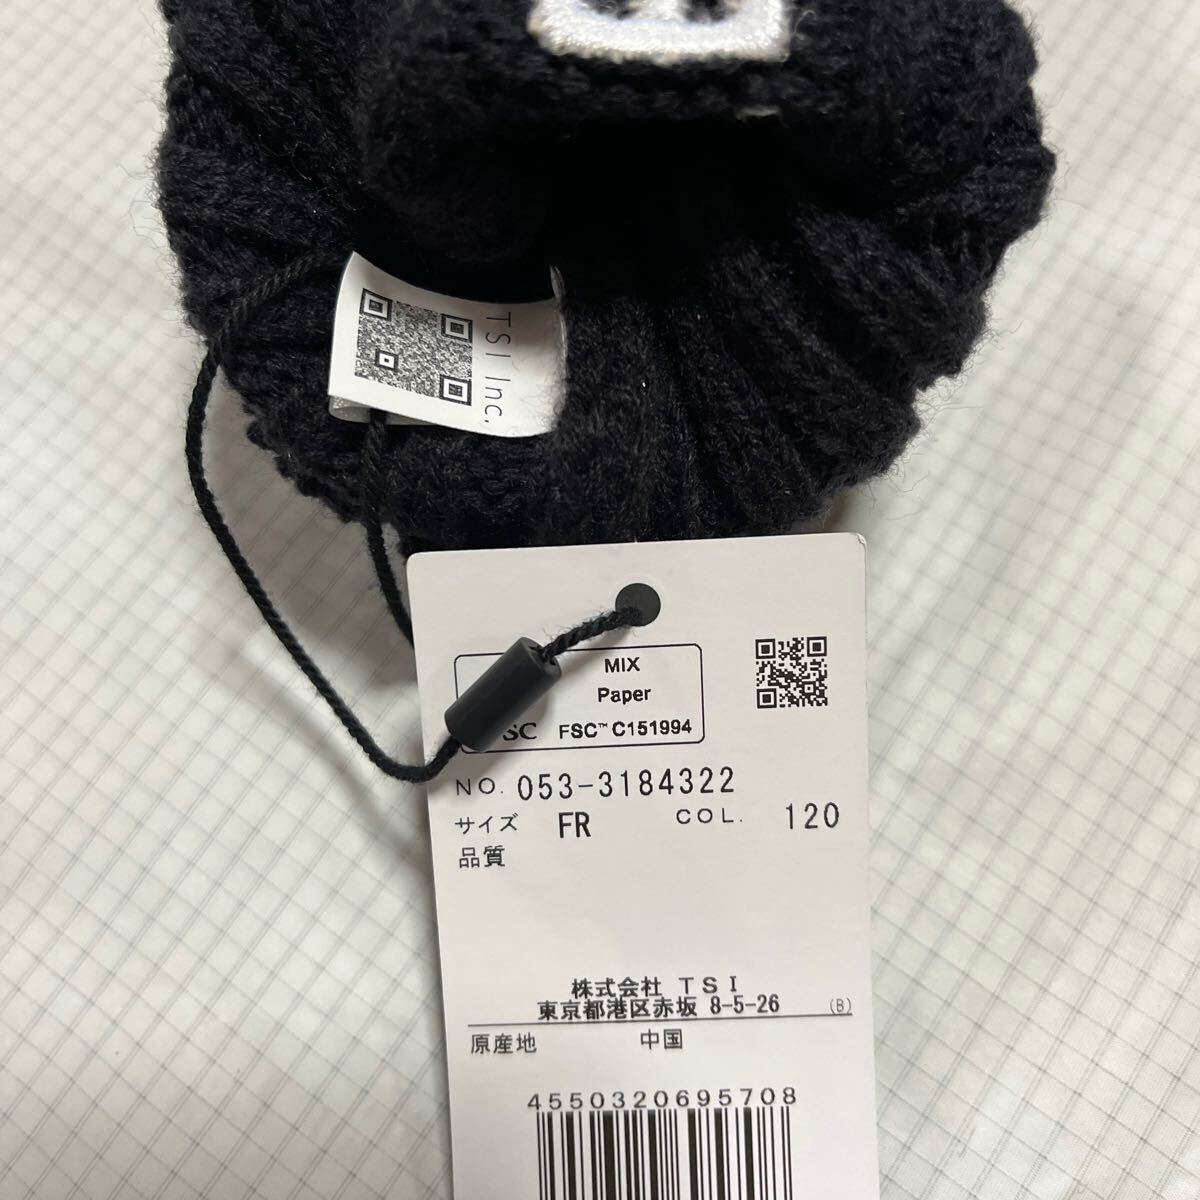 TSI Inc.
MIX
Paper
SC FSC™ C151994
NO. 053-3184322
サイズ FR COL. 120
品質
株式会社 TSI
東京都港区赤坂 8-5-26 (B)
原産地 中国
4550320695708